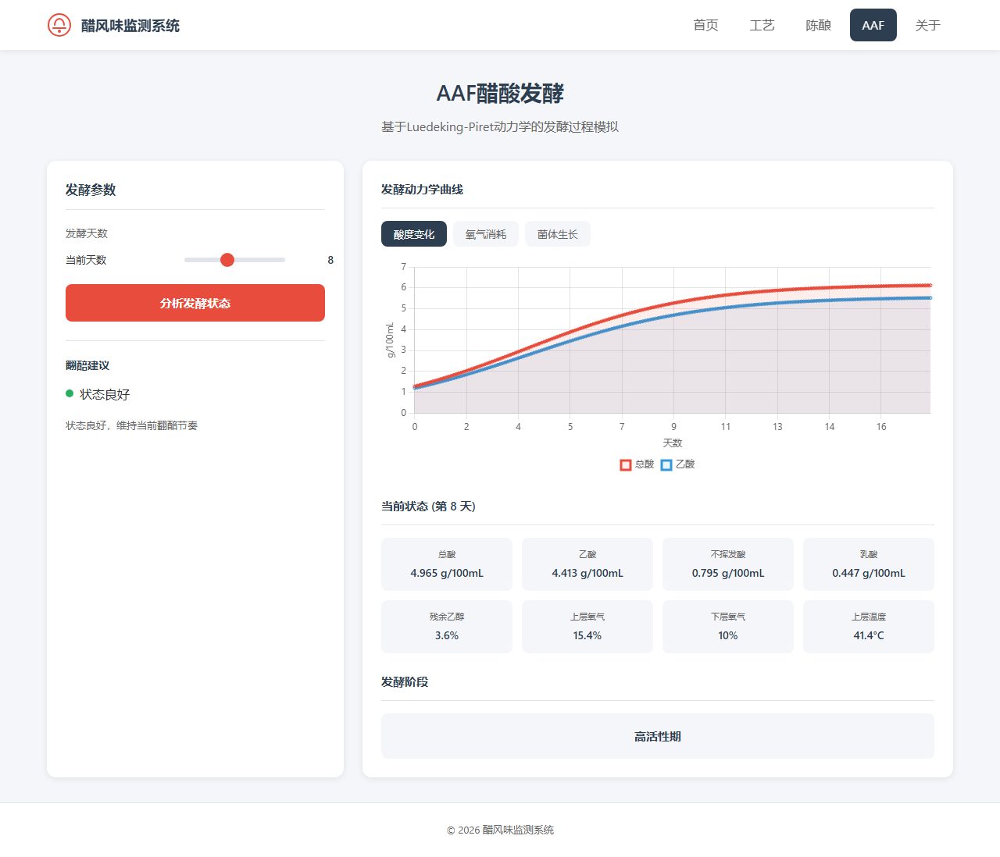 醋风味监测系统
首页
工艺
陈酿
AAF
关于
AAF醋酸发酵
基于Luedeking-Piret动力学的发酵过程模拟
发酵参数
发酵天数
当前天数
8
分析发酵状态
翻醅建议
状态良好
状态良好，维持当前翻醅节奏
发酵动力学曲线
酸度变化
氧气消耗
菌体生长
g/100mL
7
6
5
4
3
2
1
0
0 2 4 5 7 9 11 13 14 16
天数
总酸 乙酸
当前状态 (第 8 天)
总酸
4.965 g/100mL
乙酸
4.413 g/100mL
不挥发酸
0.795 g/100mL
乳酸
0.447 g/100mL
残余乙醇
3.6%
上层氧气
15.4%
下层氧气
10%
上层温度
41.4°C
发酵阶段
高活性期
© 2026 醋风味监测系统